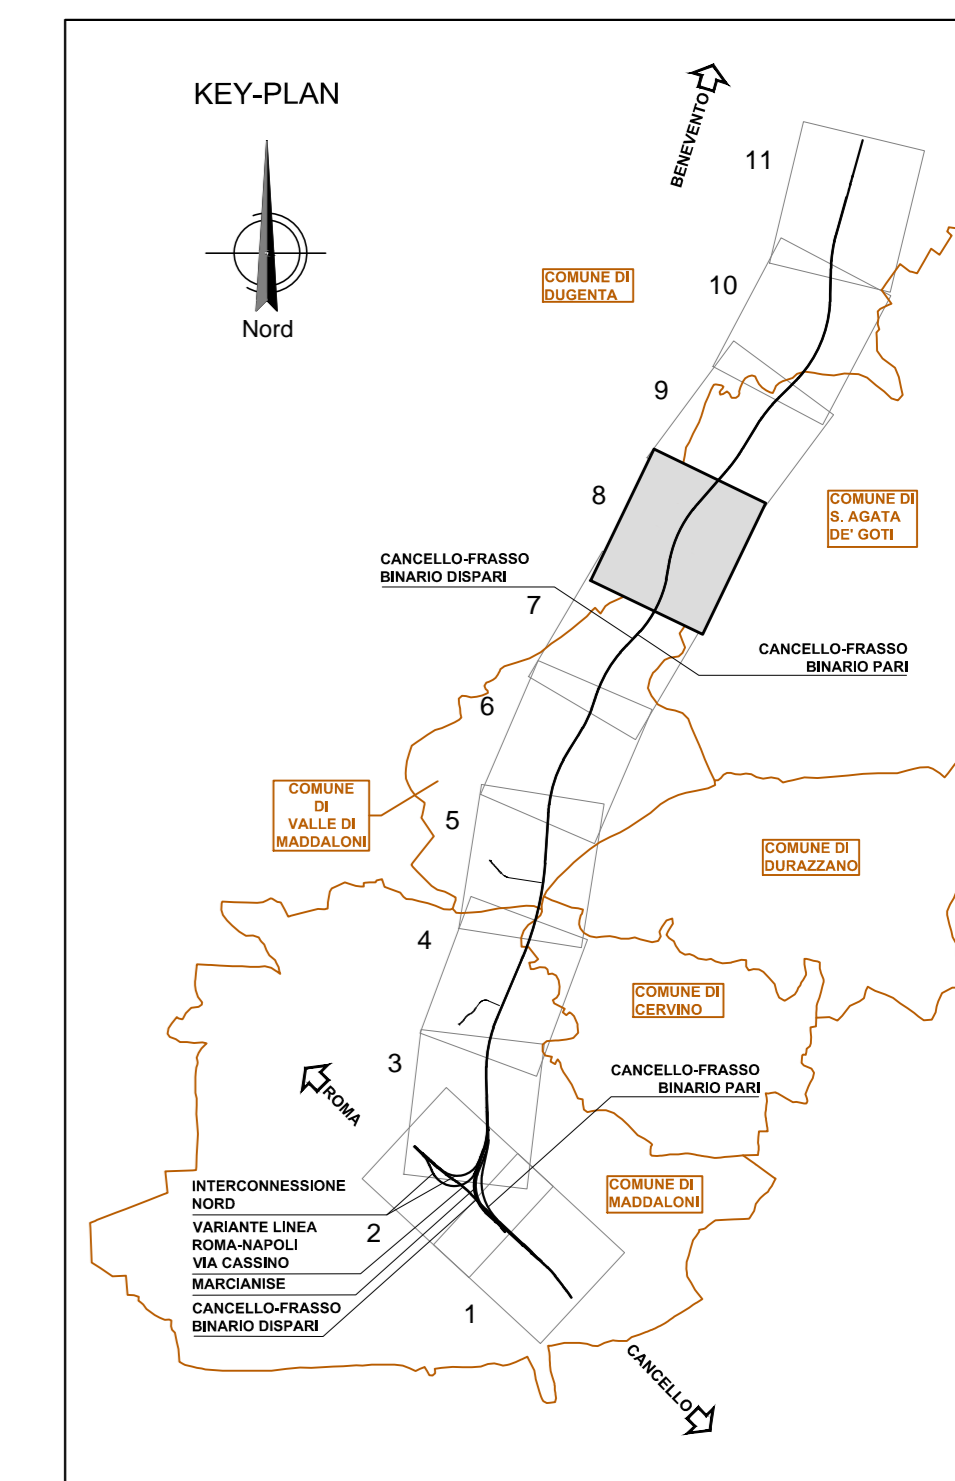 KEY-PLAN
BENEVENTO
11
Nord
COMUNE DI
DUGENTA
10
9
8
COMUNE DI
S. AGATA
DE' GOTI
CANCELLO-FRASSO
BINARIO DISPARI
7
CANCELLO-FRASSO
BINARIO PARI
6
COMUNE
DI
VALLE DI
MADDALONI
5
COMUNE DI
DURAZZANO
4
COMUNE DI
CERVINO
3
ROMA
CANCELLO-FRASSO
BINARIO PARI
INTERCONNESSIONE
NORD
COMUNE DI
MADDALONI
2
VARIANTE LINEA
ROMA-NAPOLI
VIA CASSINO
MARCIANISE
CANCELLO-FRASSO
BINARIO DISPARI
1
CANCELLO